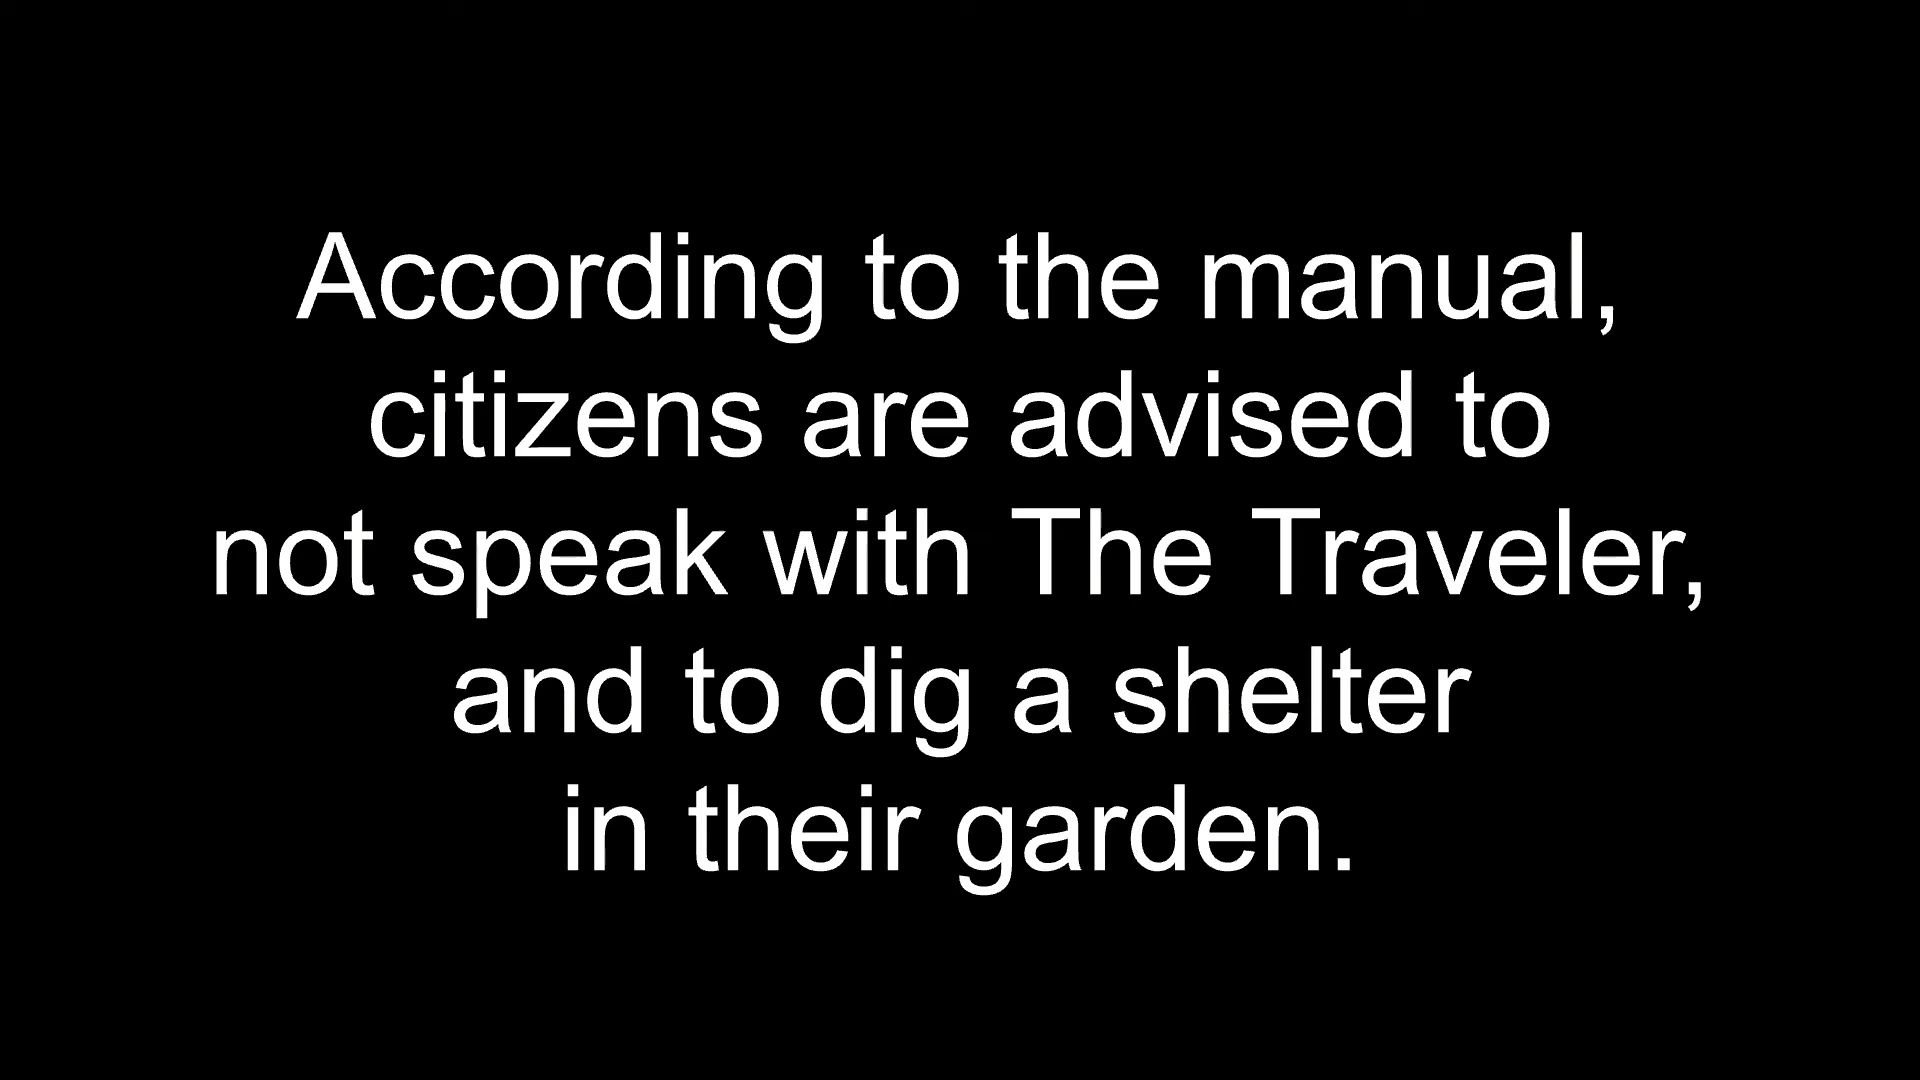 According to the manual,
citizens are advised to
not speak with The Traveler,
and to dig a shelter
in their garden.